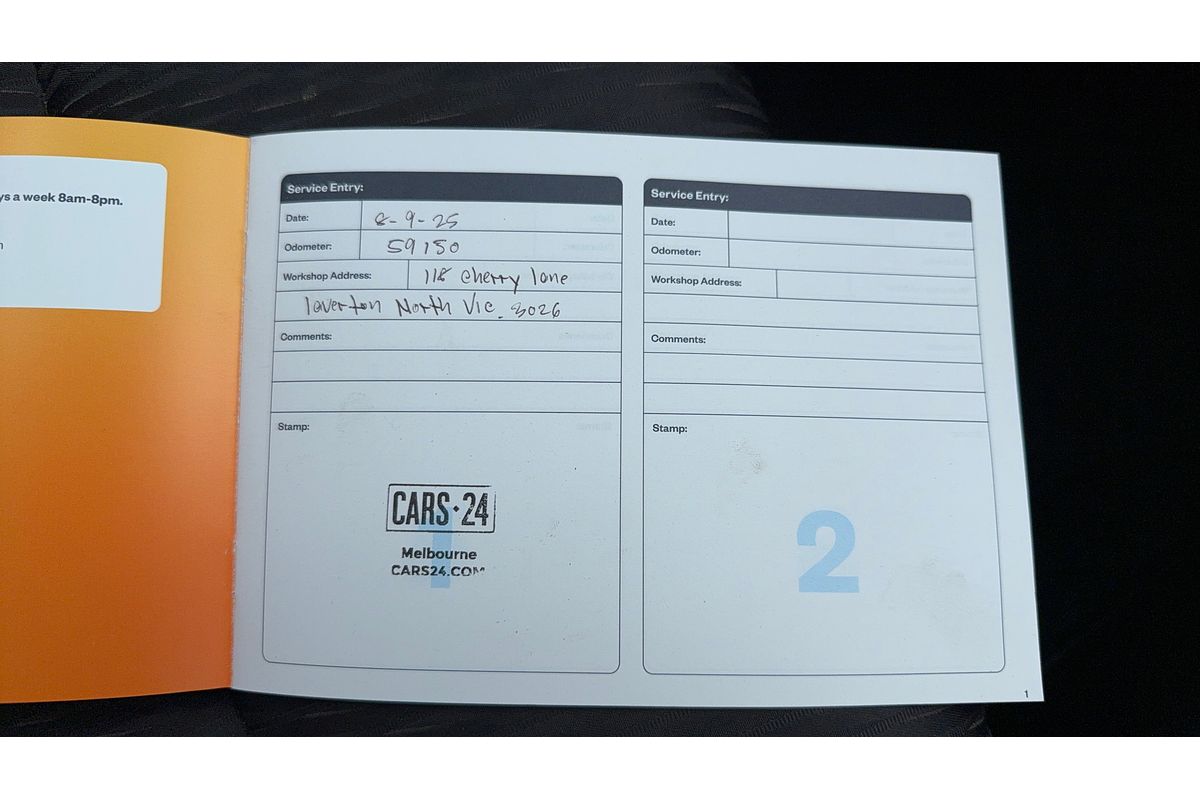 ys a week 8am-8pm.
Service Entry:
Date: 8-9-25
Odometer: 59150
Workshop Address: 118 cherry lane
laverton North Vic. 3026
Comments:
Stamp:
CARS·24
1
Melbourne
CARS24.COM
Service Entry:
Date:
Odometer:
Workshop Address:
Comments:
Stamp:
2
1